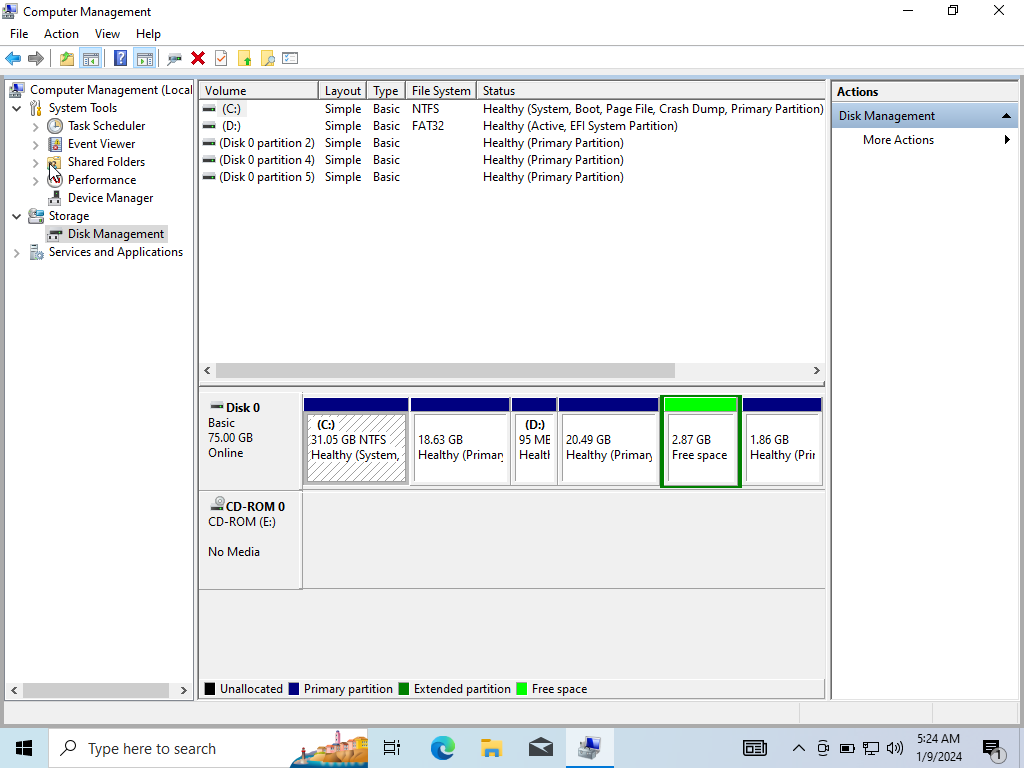 Computer Management
File Action View Help
Computer Management (Local
System Tools
Task Scheduler
Event Viewer
Shared Folders
Performance
Device Manager
Storage
Disk Management
Services and Applications
Volume Layout Type File System Status
(C:) Simple Basic NTFS Healthy (System, Boot, Page File, Crash Dump, Primary Partition)
(D:) Simple Basic FAT32 Healthy (Active, EFI System Partition)
(Disk 0 partition 2) Simple Basic Healthy (Primary Partition)
(Disk 0 partition 4) Simple Basic Healthy (Primary Partition)
(Disk 0 partition 5) Simple Basic Healthy (Primary Partition)
Disk 0
Basic
75.00 GB
Online
(C:)
31.05 GB NTFS
Healthy (System,
18.63 GB
Healthy (Primar
(D:)
95 ME
Healtl
20.49 GB
Healthy (Primary
2.87 GB
Free space
1.86 GB
Healthy (Prir
CD-ROM 0
CD-ROM (E:)
No Media
Unallocated Primary partition Extended partition Free space
Actions
Disk Management
More Actions
Type here to search
5:24 AM
1/9/2024
1